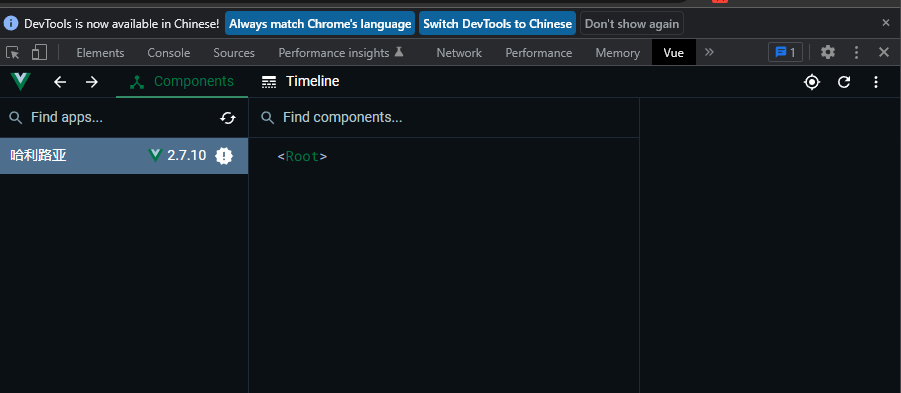 DevTools is now available in Chinese! Always match Chrome's language Switch DevTools to Chinese Don't show again ×
Elements Console Sources Performance insights Network Performance Memory Vue » 1
Components Timeline
Find apps... Find components...
哈利路亚 2.7.10 <Root>